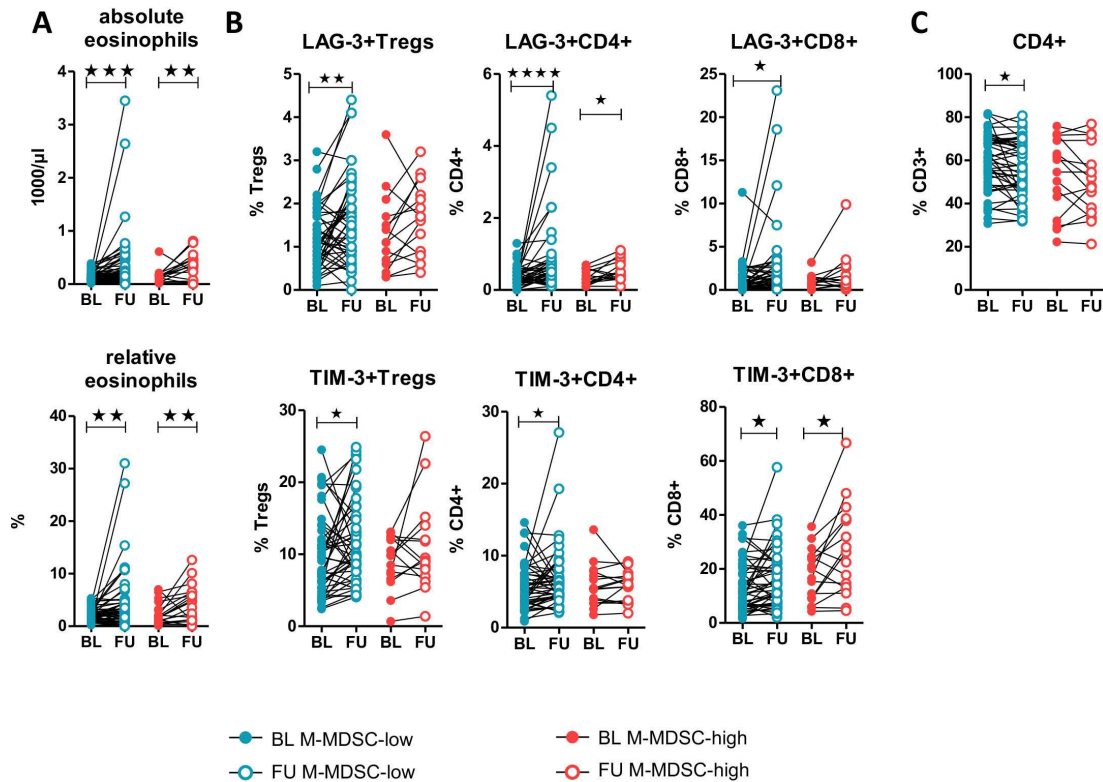 A
absolute
eosinophils
★★★ ★★
1000/µl
4
3
2
1
0
BL FU BL FU
relative
eosinophils
★★ ★★
%
40
30
20
10
0
BL FU BL FU
B
LAG-3+Tregs
★★
% Tregs
5
4
3
2
1
0
BL FU BL FU
LAG-3+CD4+
★★★★ ★
% CD4+
6
4
2
0
BL FU BL FU
LAG-3+CD8+
★
% CD8+
25
20
15
10
5
0
BL FU BL FU
TIM-3+Tregs
★
% Tregs
30
20
10
0
BL FU BL FU
TIM-3+CD4+
★
% CD4+
30
20
10
0
BL FU BL FU
TIM-3+CD8+
★ ★
% CD8+
80
60
40
20
0
BL FU BL FU
C
CD4+
★
% CD3+
100
80
60
40
20
0
BL FU BL FU
BL M-MDSC-low
BL M-MDSC-high
FU M-MDSC-low
FU M-MDSC-high